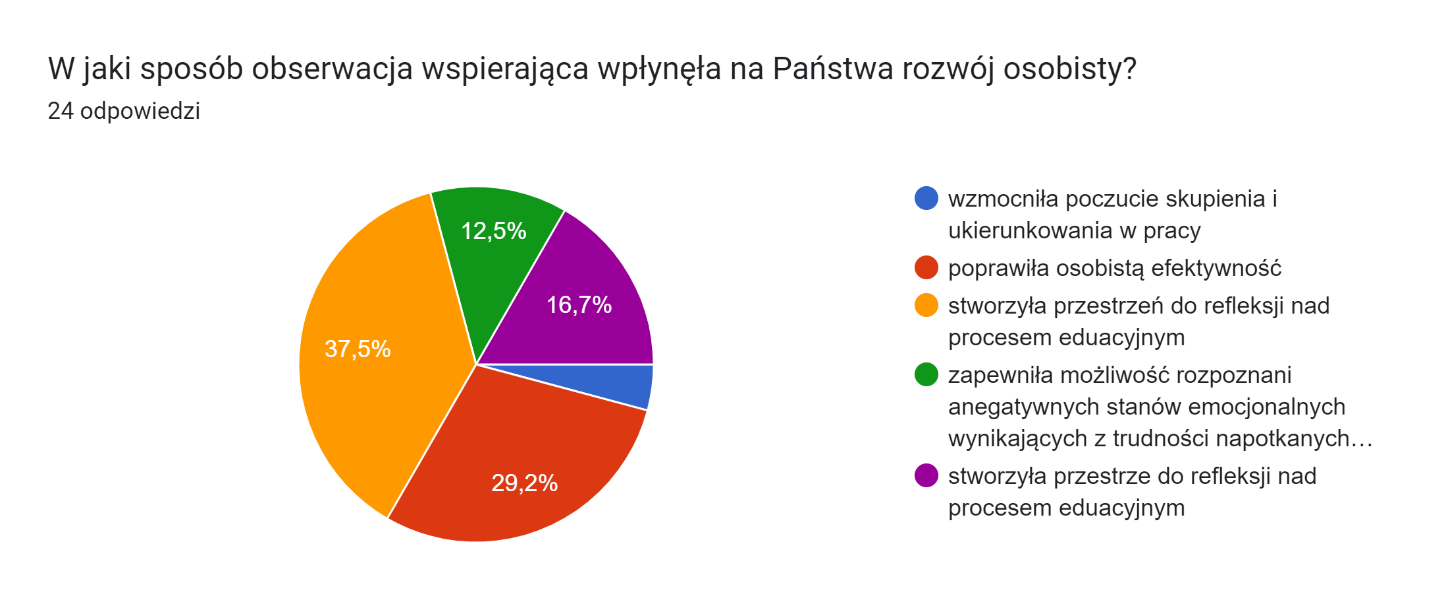 W jaki sposób obserwacja wspierająca wpłynęła na Państwa rozwój osobisty?
24 odpowiedzi
12,5%
16,7%
37,5%
29,2%
wzmocniła poczucie skupienia i
ukierunkowania w pracy
poprawiła osobistą efektywność
stworzyła przestrzeń do refleksji nad
procesem eduacyjnym
zapewniła możliwość rozpoznani
anegatywnych stanów emocjonalnych
wynikających z trudności napotkanych…
stworzyła przestrze do refleksji nad
procesem eduacyjnym